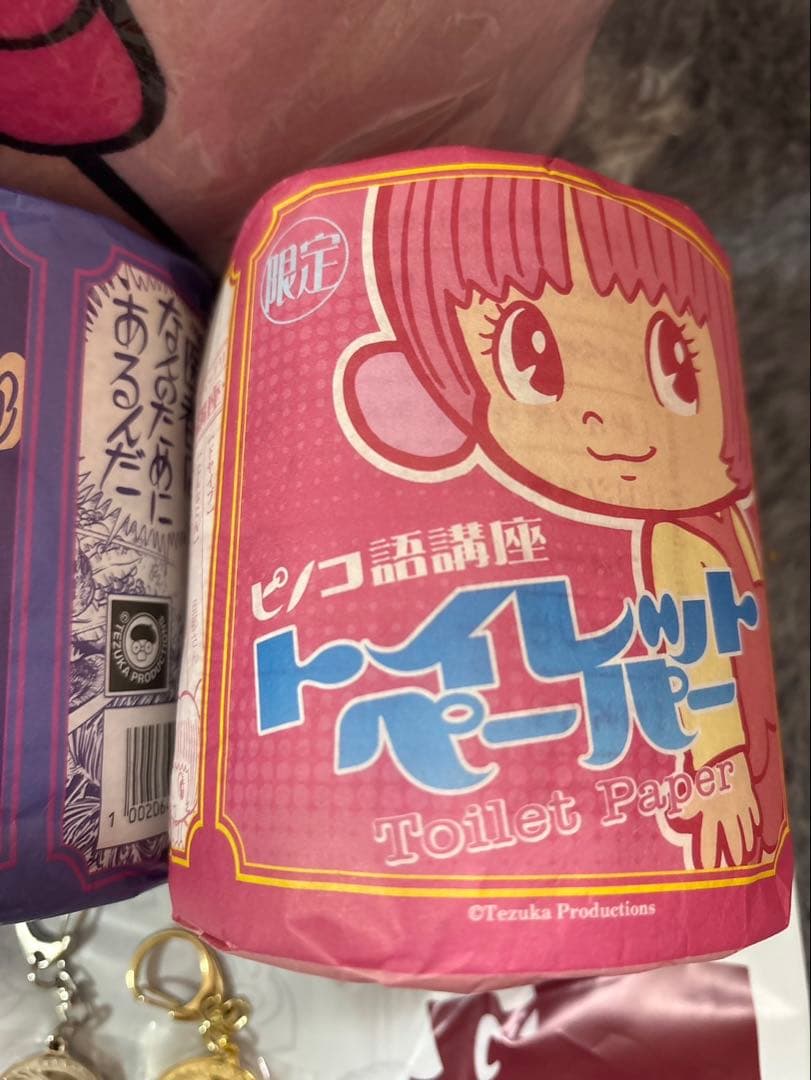 限定
ピノコ語講座
トイレット
ペーパー
Toilet Paper
©Tezuka Productions
なんのために
あるんだー
© TEZUKA PRODUCTIONS